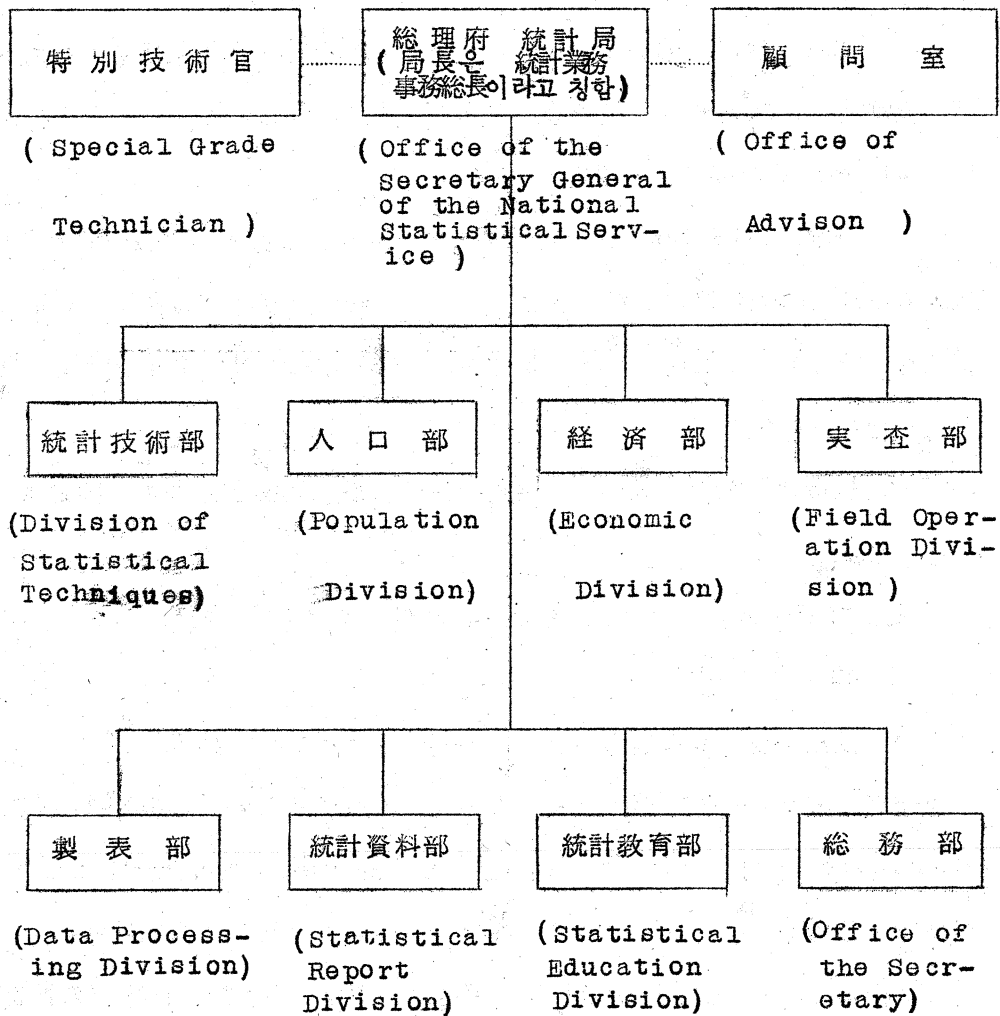 特別技術官
総理府 統計局
(局長은 統計業務
事務総長이라고 칭함)
顧問室
( Special Grade
Technician )
( Office of the
Secretary General
of the National
Statistical Serv-
ice )
( Office of
Advison )
統計技術部
人口部
経済部
実査部
(Division of
Statistical
Techniques)
(Population
Division)
(Economic
Division)
(Field Oper-
ation Divi-
sion )
製表部
統計資料部
統計教育部
総務部
(Data Process-
ing Division)
(Statistical
Report
Division)
(Statistical
Education
Division)
(Office of
the Secr-
etary)